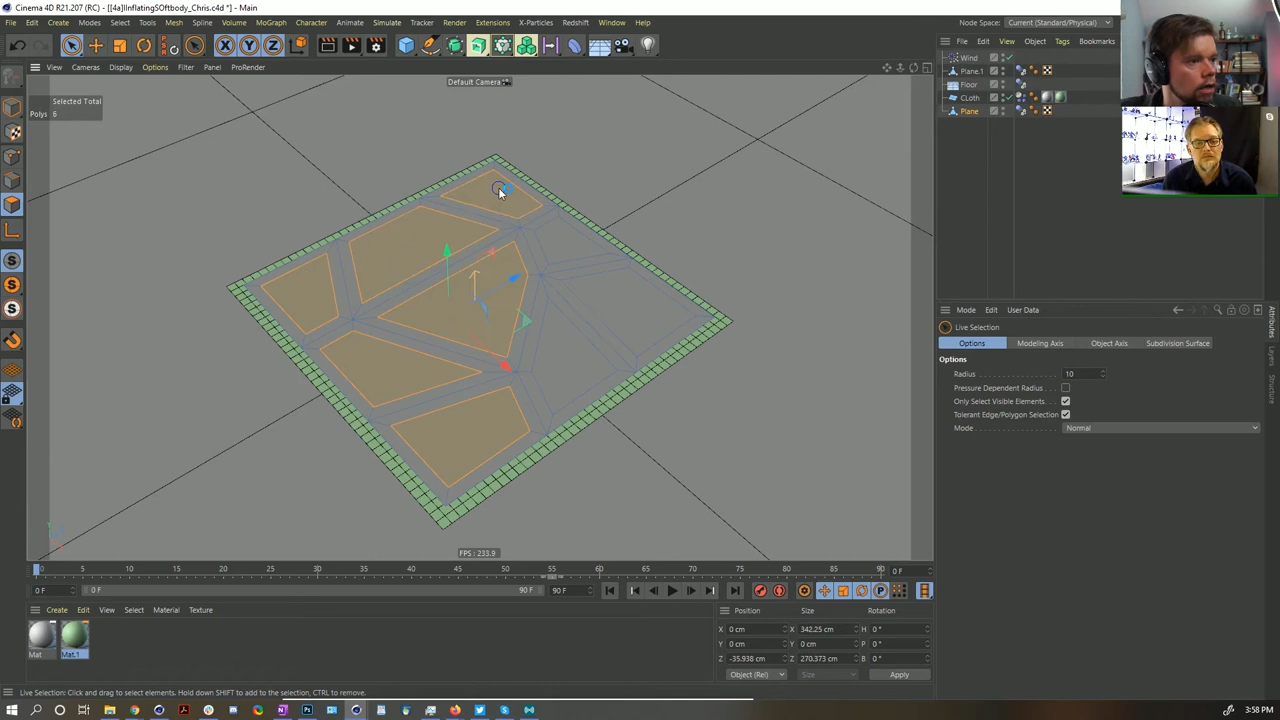 Cinema 4D R21.207 (RC) - [[4a]InflatingSOftbody_Chris.c4d *] - Main
File Edit Create Modes Select Tools Mesh Spline Volume MoGraph Character Animate Simulate Tracker Render Extensions X-Particles Redshift Window Help
Node Space: Current (Standard/Physical)
File Edit View Object Tags Bookmarks
View Cameras Display Options Filter Panel ProRender
Default Camera
Selected Total
Polys 6
Wind
Plane.1
Floor
CLoth
Plane
Mode Edit User Data
Live Selection
Options Modeling Axis Object Axis Subdivision Surface
Options
Radius 10
Pressure Dependent Radius
Only Select Visible Elements
Tolerant Edge/Polygon Selection
Mode Normal
Attributes
Layers
Structure
FPS : 233.9
0 5 10 15 20 25 30 35 40 45 50 55 60 65 70 75 80 85 90 0 F
0 F 0 F 90 F 90 F
Create Edit View Select Material Texture
Mat Mat.1
Position Size Rotation
X 0 cm X 342.25 cm H 0 °
Y 0 cm Y 0 cm P 0 °
Z -35.938 cm Z 270.373 cm B 0 °
Object (Rel) Size Apply
Live Selection: Click and drag to select elements. Hold down SHIFT to add to the selection, CTRL to remove.
3:58 PM